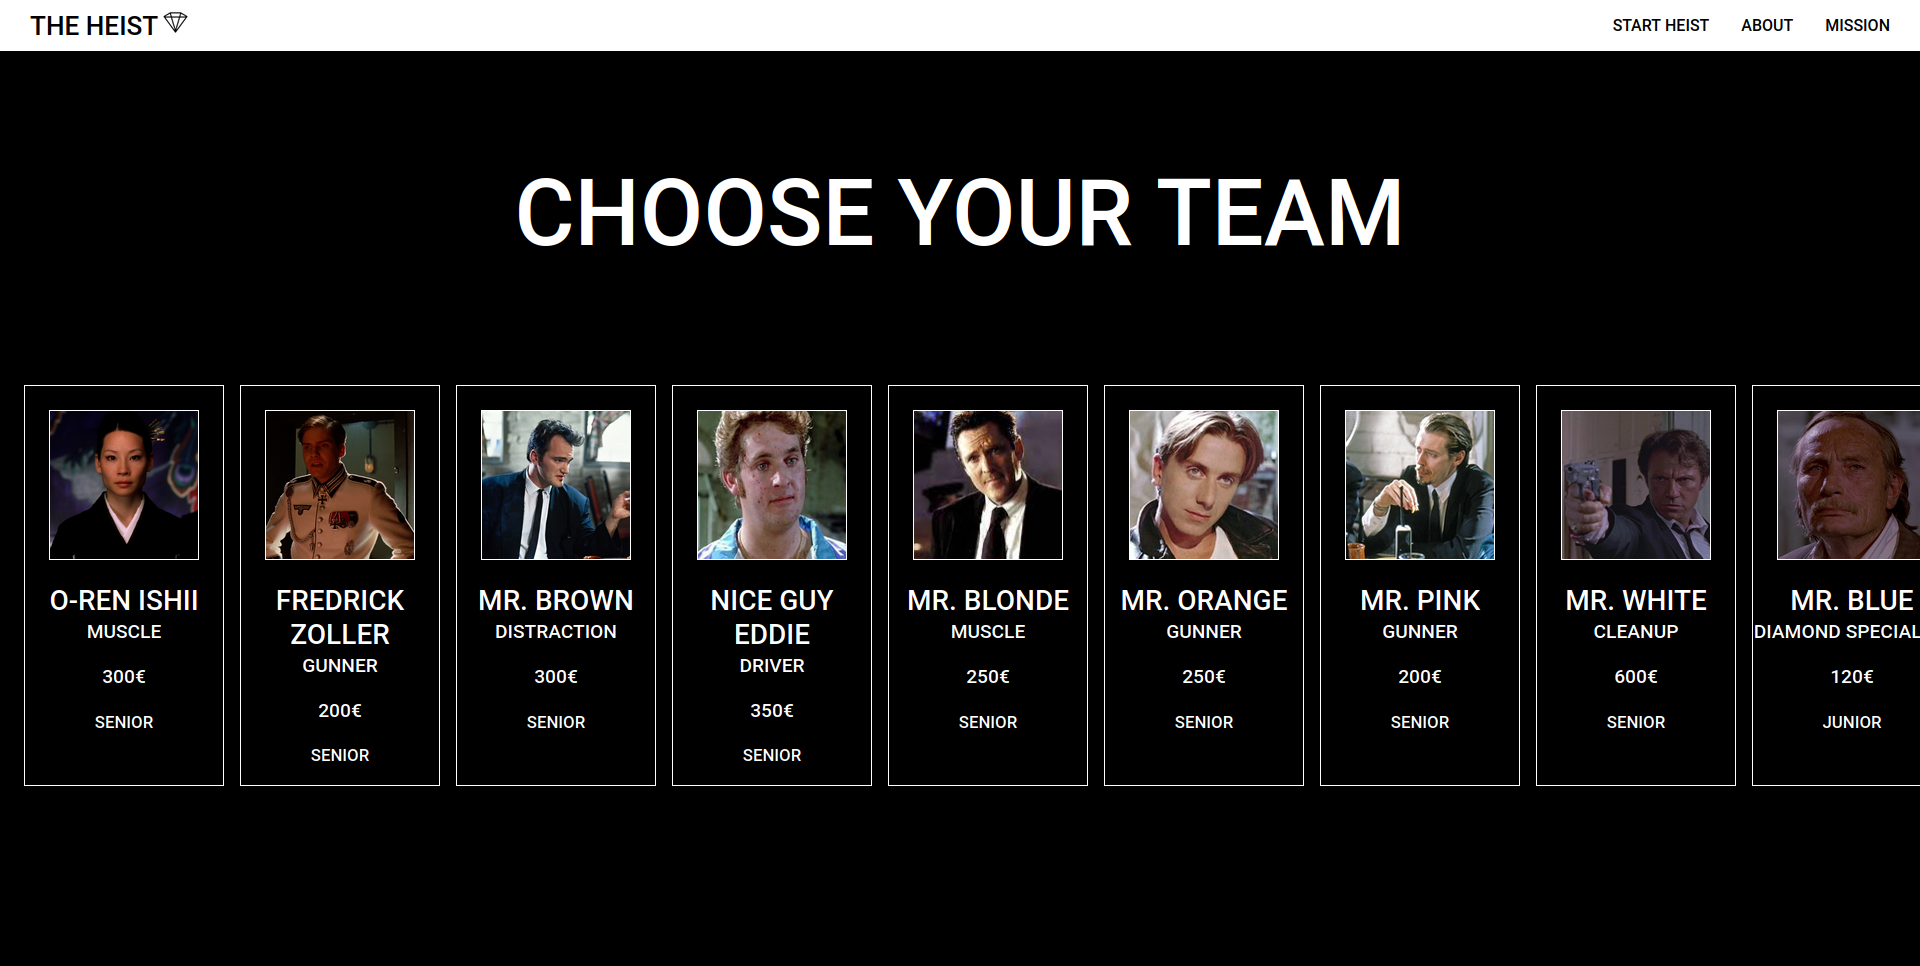 THE HEIST
START HEIST
ABOUT
MISSION
CHOOSE YOUR TEAM
O-REN ISHII
MUSCLE
300€
SENIOR
FREDRICK
ZOLLER
GUNNER
200€
SENIOR
MR. BROWN
DISTRACTION
300€
SENIOR
NICE GUY
EDDIE
DRIVER
350€
SENIOR
MR. BLONDE
MUSCLE
250€
SENIOR
MR. ORANGE
GUNNER
250€
SENIOR
MR. PINK
GUNNER
200€
SENIOR
MR. WHITE
CLEANUP
600€
SENIOR
MR. BLUE
DIAMOND SPECIAL
120€
JUNIOR